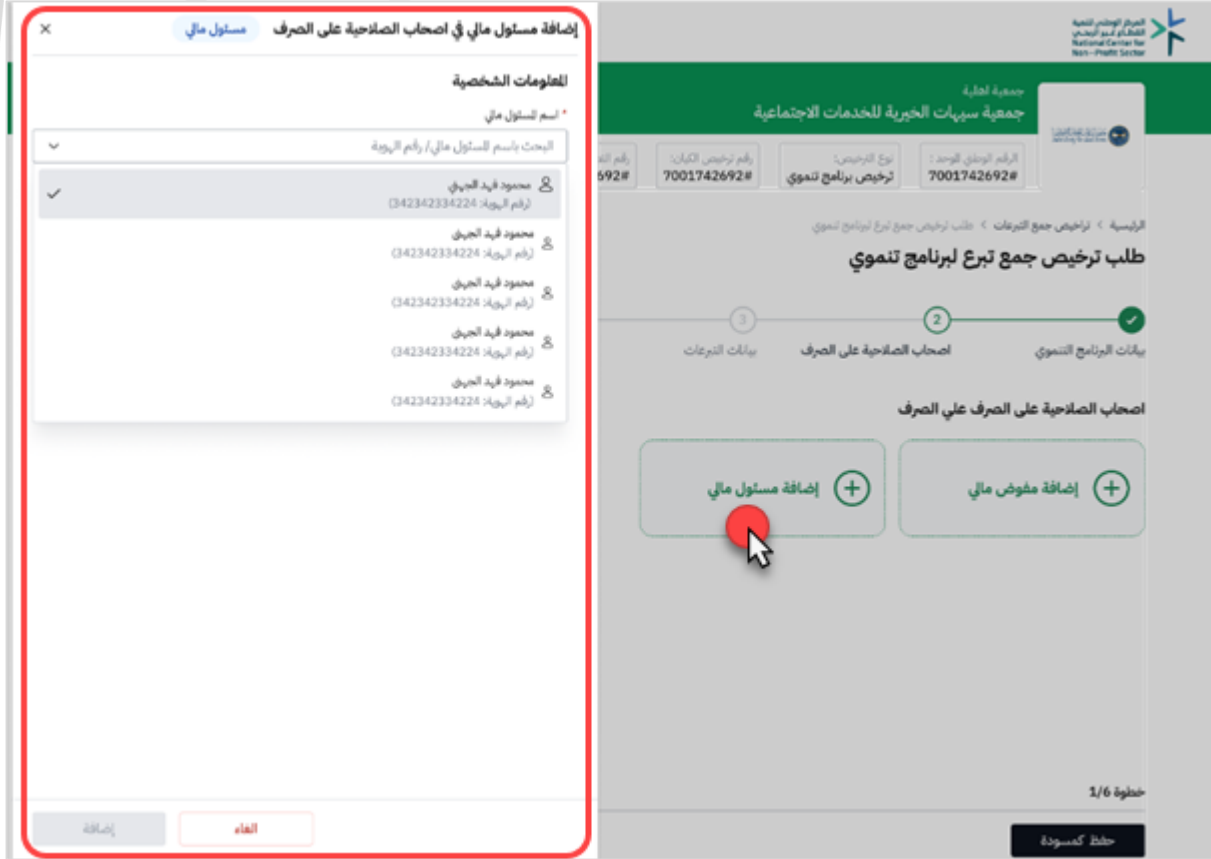 المركز الوطني لتنمية
القطاع غير الربحي
National Center for
Non-Profit Sector
جمعية اهلية
جمعية سيهات الخيرية للخدمات الاجتماعية
الرقم الوطني الموحد :
7001742692#
نوع الترخيص:
ترخيص برنامج تنموي
رقم ترخيص الكيان:
7001742692#
692#
الرئيسية > تراخيص جمع التبرعات > طلب ترخيص جمع تبرع لبرنامج تنموي
طلب ترخيص جمع تبرع لبرنامج تنموي
2
3
بيانات البرنامج التنموي
اصحاب الصلاحية على الصرف
بيانات التبرعات
اصحاب الصلاحية على الصرف علي الصرف
إضافة مفوض مالي
إضافة مسئول مالي
خطوة 1/6
حفظ كمسودة
إضافة مسئول مالي في اصحاب الصلاحية على الصرف
مسئول مالي
المعلومات الشخصية
* اسم المسئول مالي
البحث باسم المسئول مالي/ رقم الهوية
محمود فهد الجهني
(رقم الهوية: 342342334224)
محمود فهد الجهني
(رقم الهوية: 342342334224)
محمود فهد الجهني
(رقم الهوية: 342342334224)
محمود فهد الجهني
(رقم الهوية: 342342334224)
محمود فهد الجهني
(رقم الهوية: 342342334224)
الغاء
إضافة